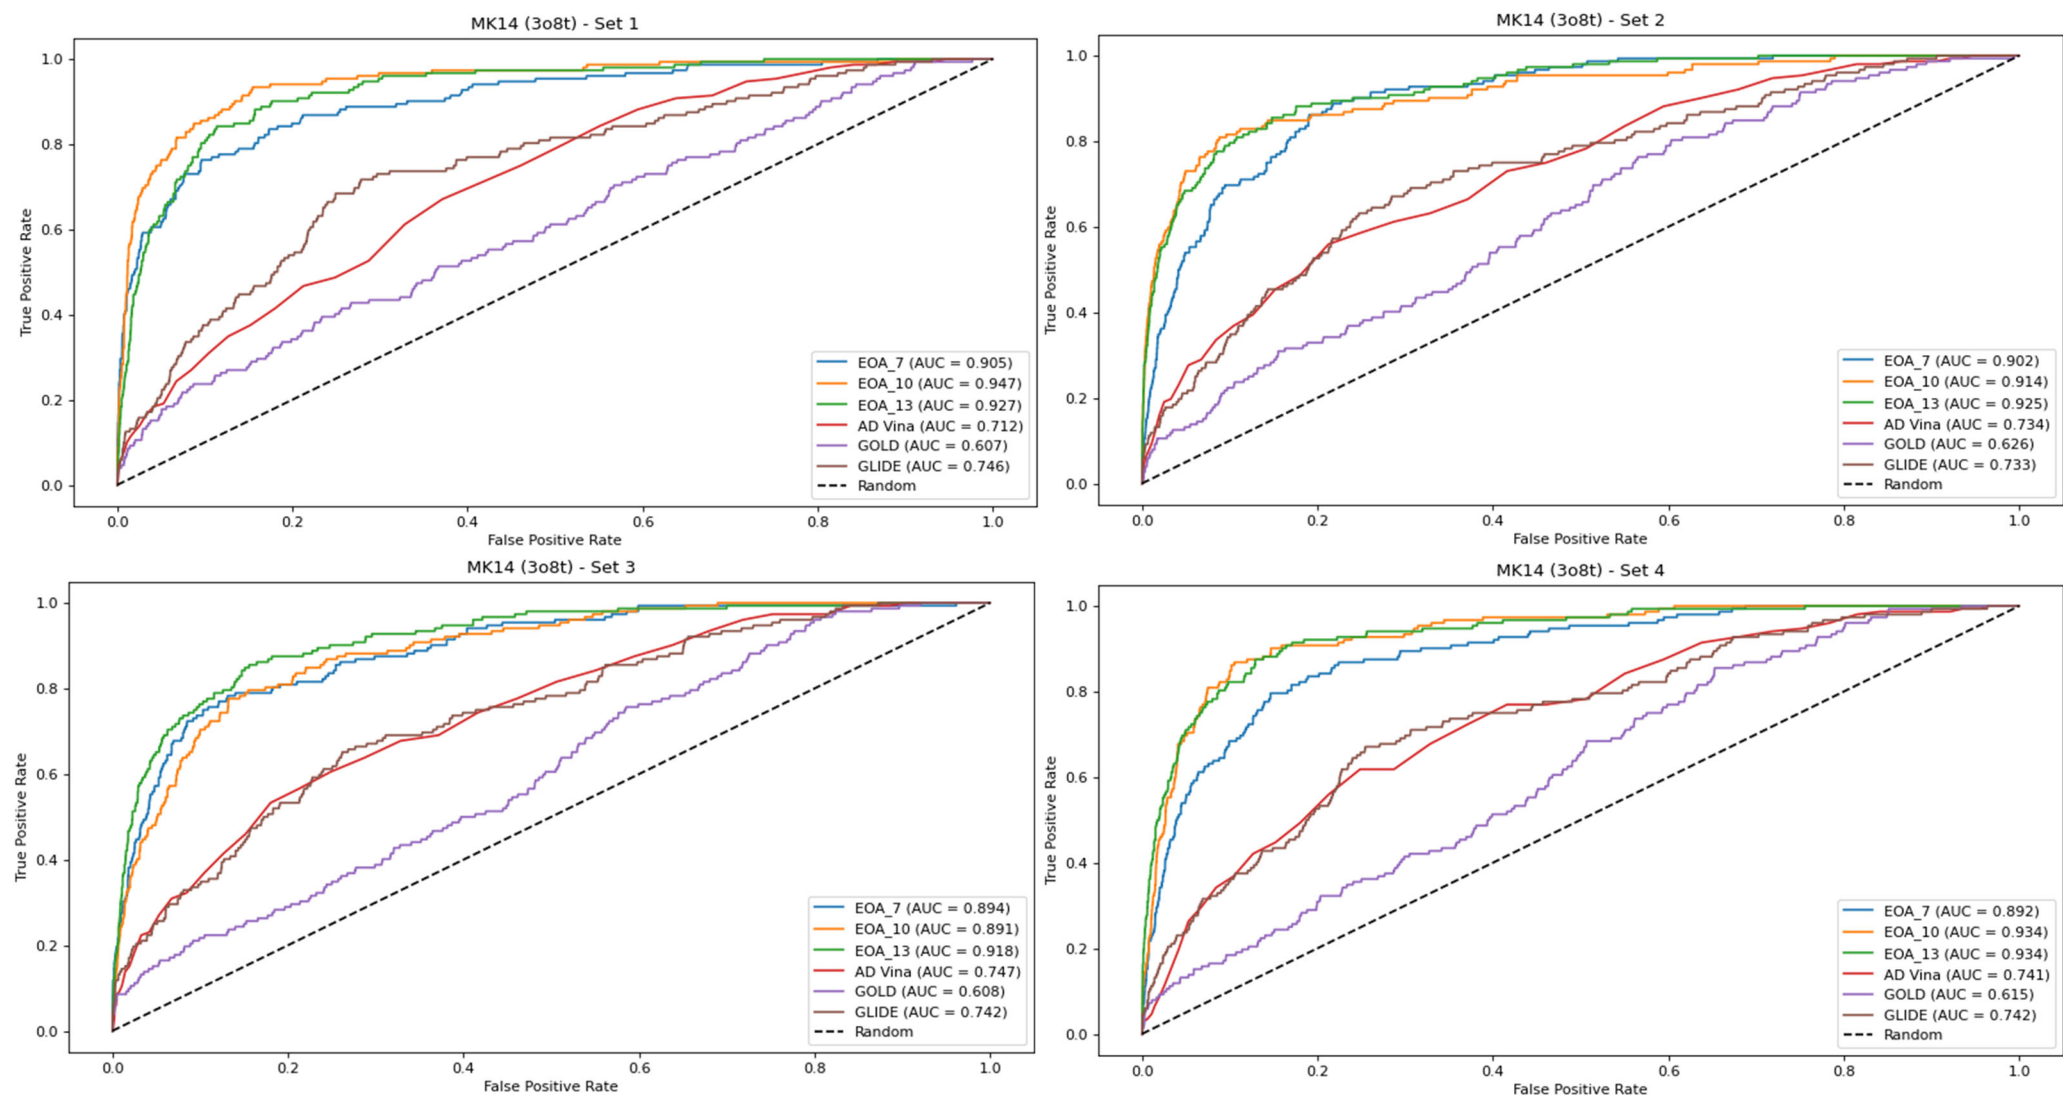 MK14 (3o8t) - Set 1
True Positive Rate
1.0
0.8
0.6
0.4
0.2
0.0
EOA_7 (AUC = 0.905)
EOA_10 (AUC = 0.947)
EOA_13 (AUC = 0.927)
AD Vina (AUC = 0.712)
GOLD (AUC = 0.607)
GLIDE (AUC = 0.746)
Random
0.0 0.2 0.4 0.6 0.8 1.0
False Positive Rate
MK14 (3o8t) - Set 2
True Positive Rate
1.0
0.8
0.6
0.4
0.2
0.0
EOA_7 (AUC = 0.902)
EOA_10 (AUC = 0.914)
EOA_13 (AUC = 0.925)
AD Vina (AUC = 0.734)
GOLD (AUC = 0.626)
GLIDE (AUC = 0.733)
Random
0.0 0.2 0.4 0.6 0.8 1.0
False Positive Rate
MK14 (3o8t) - Set 3
True Positive Rate
1.0
0.8
0.6
0.4
0.2
0.0
EOA_7 (AUC = 0.894)
EOA_10 (AUC = 0.891)
EOA_13 (AUC = 0.918)
AD Vina (AUC = 0.747)
GOLD (AUC = 0.608)
GLIDE (AUC = 0.742)
Random
0.0 0.2 0.4 0.6 0.8 1.0
False Positive Rate
MK14 (3o8t) - Set 4
True Positive Rate
1.0
0.8
0.6
0.4
0.2
0.0
EOA_7 (AUC = 0.892)
EOA_10 (AUC = 0.934)
EOA_13 (AUC = 0.934)
AD Vina (AUC = 0.741)
GOLD (AUC = 0.615)
GLIDE (AUC = 0.742)
Random
0.0 0.2 0.4 0.6 0.8 1.0
False Positive Rate